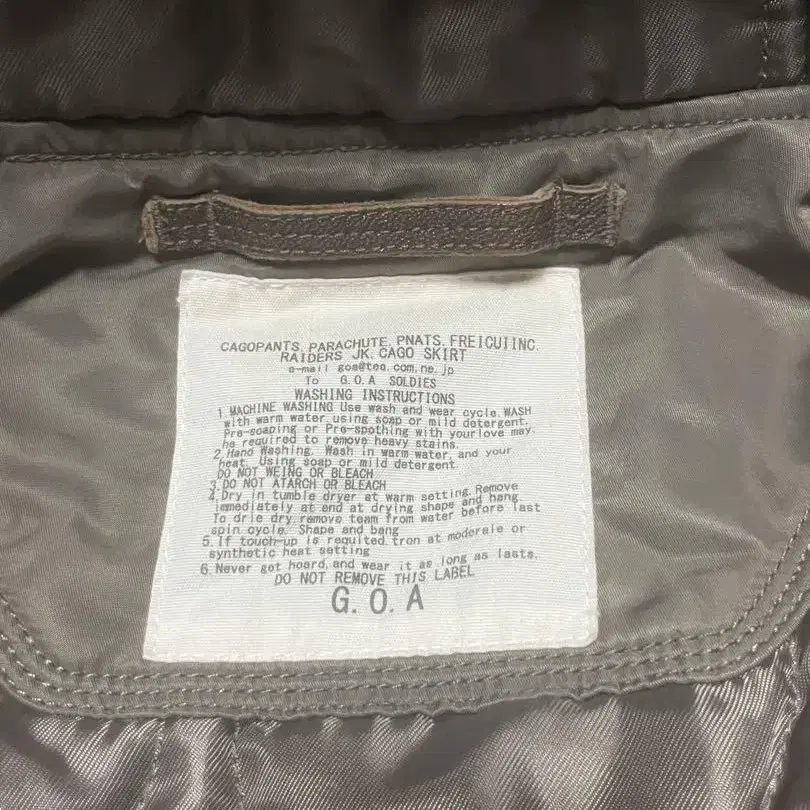 CAGOPANTS. PARACHUTE. PNATS. FREIGUIINC.
RAIDERS JK. CAGO SKIRT
e-mail goa@tea.com.ne.jp
To G.O.A SOLDIES
WASHING INSTRUCTIONS
1. MACHINE WASHING Use wash and wear cycle. WASH
with warm water using somp or mild detergent.
Pre-soaping or Pre-spothing with yourlove may.
he required to remove heavy stains.
2. Hand Washing. Wash in warm water, and your
heat. Using soap or mild detergent.
DO NOT WEING OR BLEACH
3. DO NOT ATARCH OR BLEACH
4. Dry in tumble dryer at warm setting. Remove
immediately at end at drying shape and hang.
To drie dry, remove team from water before last
spin cycle. Shape and bang
5. If touch-up is requited tron at moderale or
synthetic heat setting
6. Never got hoard, and wear it as long as lasts.
DO NOT REMOVE THIS LABEL
G.O.A